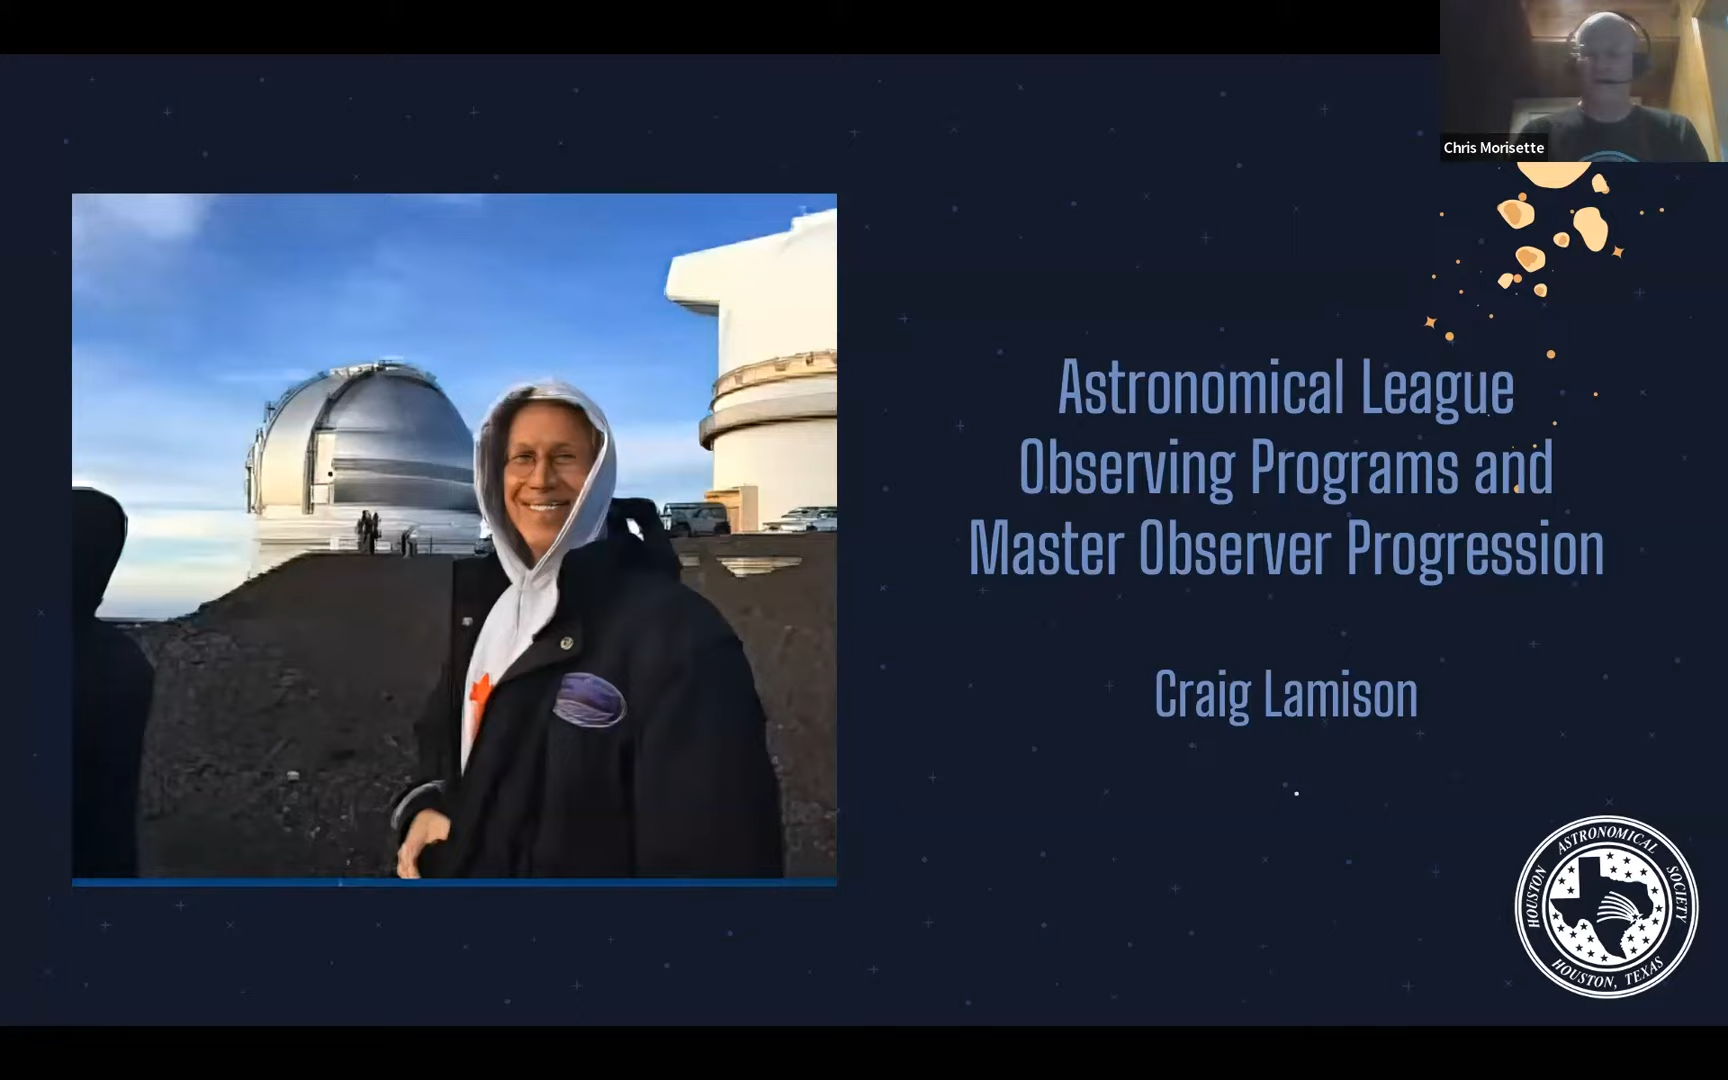 Chris Morisette
Astronomical League
Observing Programs and
Master Observer Progression
Craig Lamison
HOUSTON ASTRONOMICAL SOCIETY
HOUSTON, TEXAS